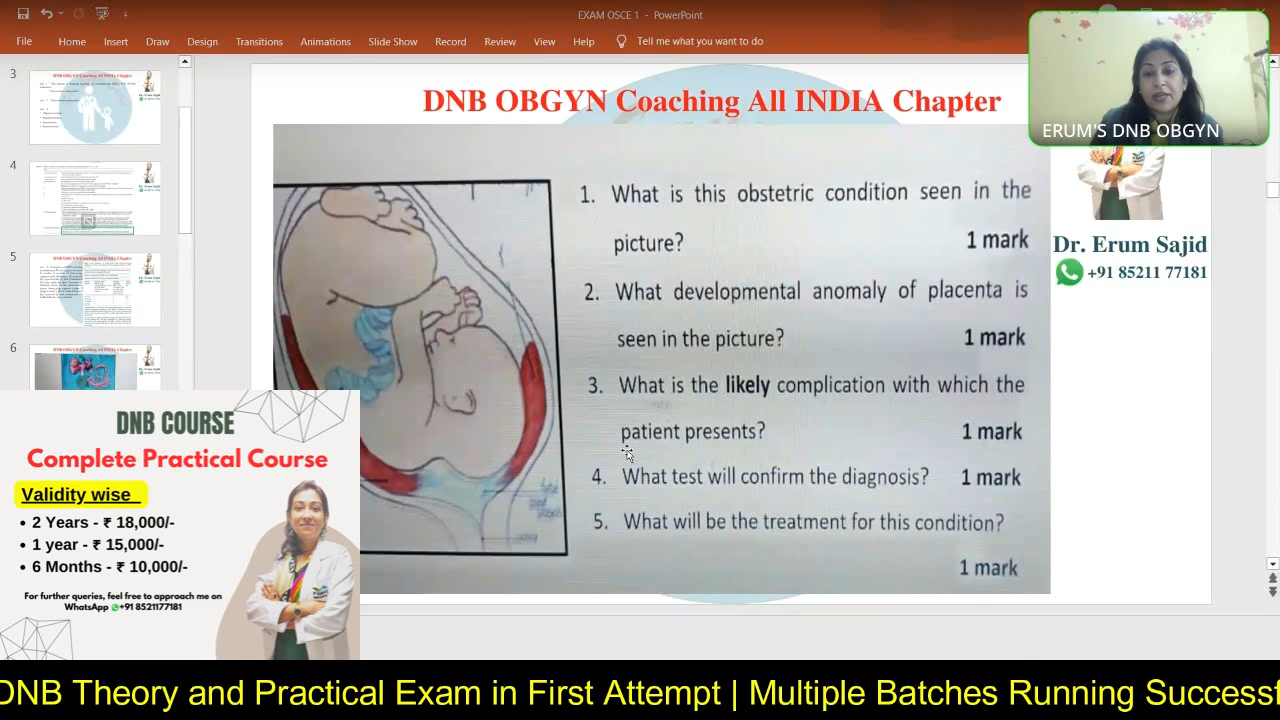 EXAM OSCE 1 - PowerPoint
File Home Insert Draw Design Transitions Animations Slide Show Record Review View Help Tell me what you want to do
3
4
5
6
DNB OBGYN Coaching All INDIA Chapter
ERUM'S DNB OBGYN
1. What is this obstetric condition seen in the
picture? 1 mark
2. What developmental anomaly of placenta is
seen in the picture? 1 mark
3. What is the likely complication with which the
patient presents? 1 mark
4. What test will confirm the diagnosis? 1 mark
5. What will be the treatment for this condition?
1 mark
Dr. Erum Sajid
+91 85211 77181
DNB COURSE
Complete Practical Course
Validity wise
• 2 Years - ₹ 18,000/-
• 1 year - ₹ 15,000/-
• 6 Months - ₹ 10,000/-
For further queries, feel free to approach me on
WhatsApp +91 8521177181
DNB Theory and Practical Exam in First Attempt | Multiple Batches Running Successf